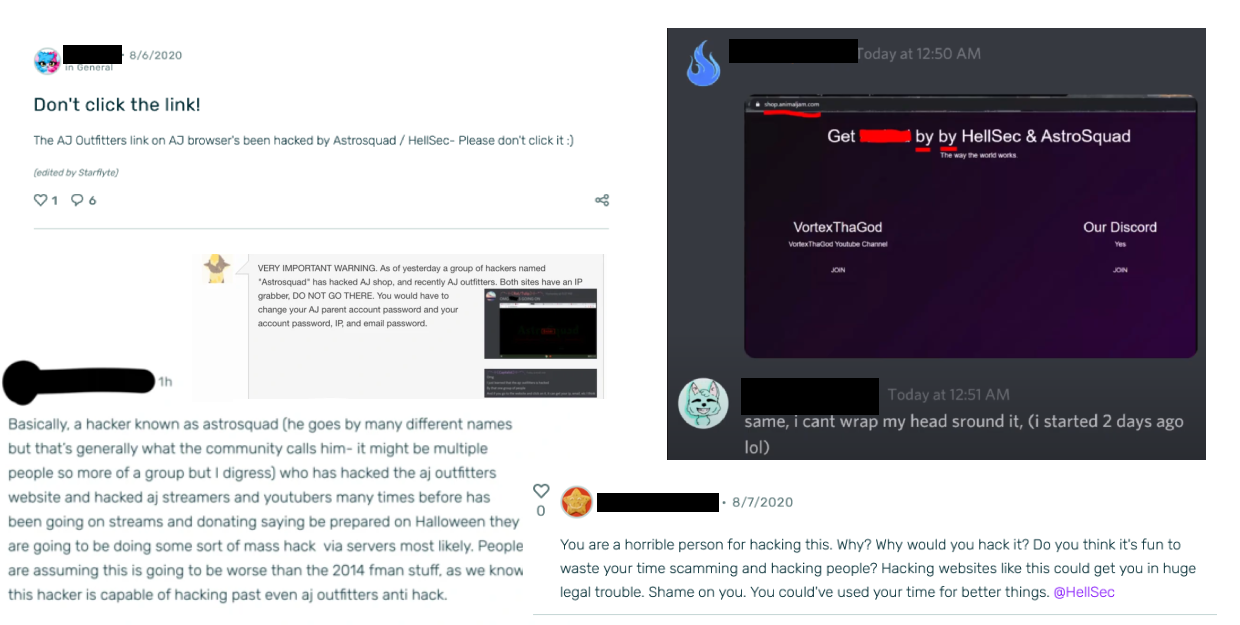 8/6/2020
in General
Don't click the link!
The AJ Outfitters link on AJ browser's been hacked by Astrosquad / HellSec- Please don't click it :)
(edited by Starflyte)
1 6
VERY IMPORTANT WARNING. As of yesterday a group of hackers named
"Astrosquad" has hacked AJ shop, and recently AJ outfitters. Both sites have an IP
grabber, DO NOT GO THERE. You would have to
change your AJ parent account password and your
account password, IP, and email password.
1h
Basically, a hacker known as astrosquad (he goes by many different names
but that's generally what the community calls him- it might be multiple
people so more of a group but I digress) who has hacked the aj outfitters
website and hacked aj streamers and youtubers many times before has
been going on streams and donating saying be prepared on Halloween they
are going to be doing some sort of mass hack via servers most likely. People
are assuming this is going to be worse than the 2014 fman stuff, as we know
this hacker is capable of hacking past even aj outfitters anti hack.
Today at 12:50 AM
shop.animaljam.com
Get by by HellSec & AstroSquad
The way the world works.
VortexThaGod
VortexThaGod Youtube Channel
JOIN
Our Discord
Yes
JOIN
Today at 12:51 AM
same, i cant wrap my head sround it, (i started 2 days ago
lol)
0
• 8/7/2020
You are a horrible person for hacking this. Why? Why would you hack it? Do you think it's fun to
waste your time scamming and hacking people? Hacking websites like this could get you in huge
legal trouble. Shame on you. You could've used your time for better things. @HellSec